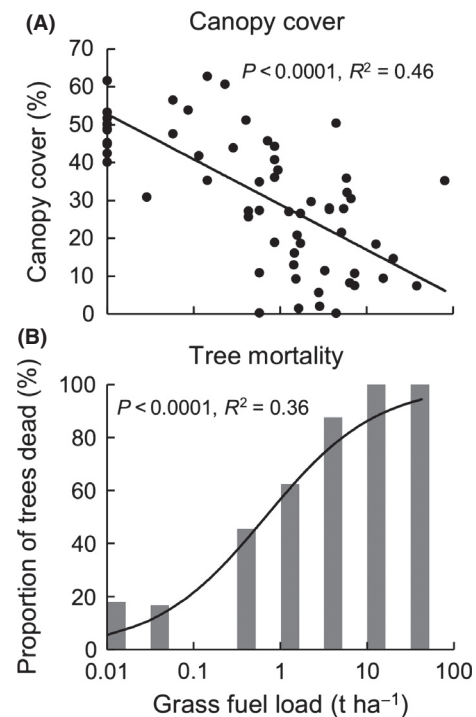 (A)
Canopy cover
P < 0.0001, R² = 0.46
Canopy cover (%)
70
60
50
40
30
20
10
0
(B)
Tree mortality
P < 0.0001, R² = 0.36
Proportion of trees dead (%)
100
80
60
40
20
0
0.01 0.1 1 10 100
Grass fuel load (t ha⁻¹)